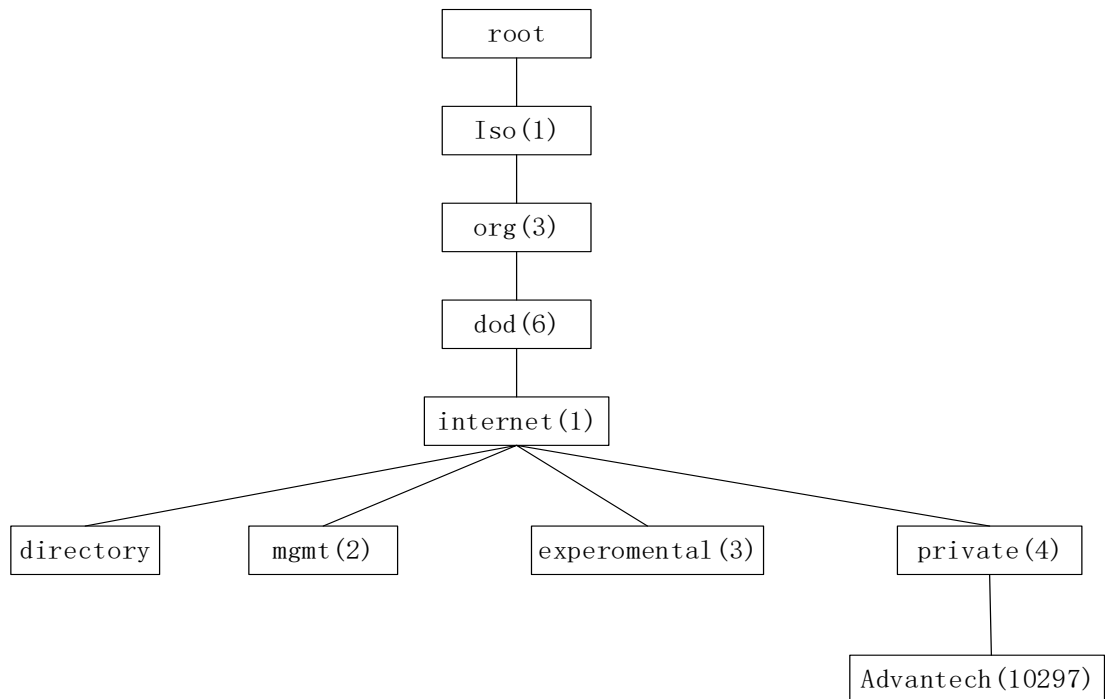 root
Iso(1)
org(3)
dod(6)
internet(1)
directory
mgmt(2)
experomental(3)
private(4)
Advantech(10297)